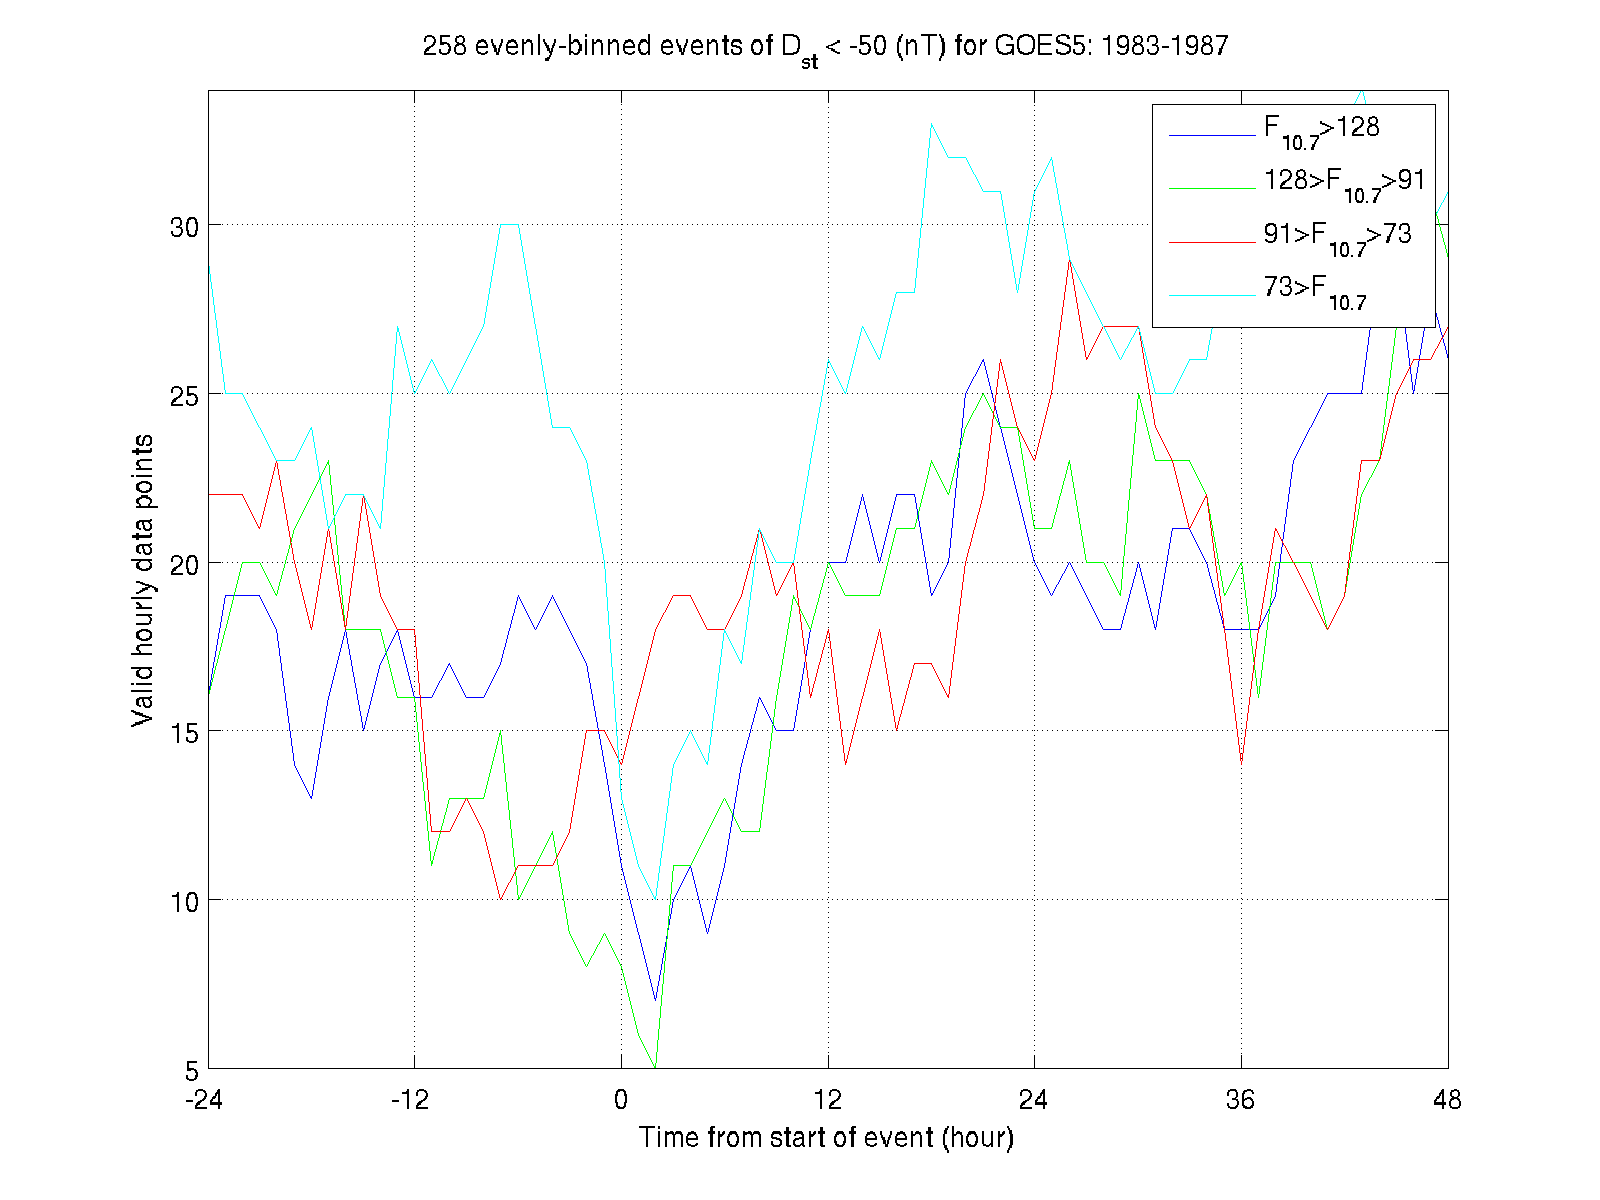 258 evenly-binned events of D_st < -50 (nT) for GOES5: 1983-1987
F_10.7>128
128>F_10.7>91
91>F_10.7>73
73>F_10.7
Valid hourly data points
30
25
20
15
10
5
-24 -12 0 12 24 36 48
Time from start of event (hour)